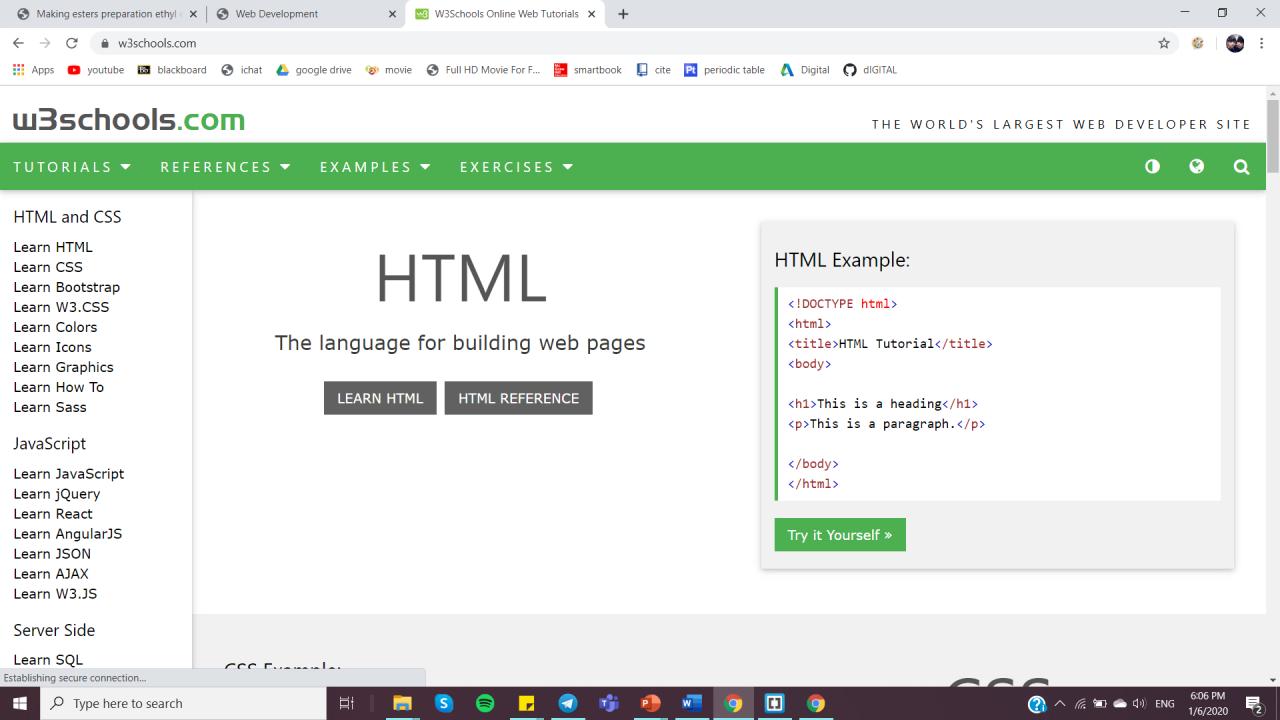 Making esters preparation ethyl
Web Development
W3Schools Online Web Tutorials
w3schools.com
Apps youtube blackboard ichat google drive movie Full HD Movie For F... smartbook cite periodic table Digital dIGITAL
w3schools.com
THE WORLD'S LARGEST WEB DEVELOPER SITE
TUTORIALS REFERENCES EXAMPLES EXERCISES
HTML and CSS
Learn HTML
Learn CSS
Learn Bootstrap
Learn W3.CSS
Learn Colors
Learn Icons
Learn Graphics
Learn How To
Learn Sass
JavaScript
Learn JavaScript
Learn jQuery
Learn React
Learn AngularJS
Learn JSON
Learn AJAX
Learn W3.JS
Server Side
Learn SQL
HTML
The language for building web pages
LEARN HTML HTML REFERENCE
HTML Example:
<!DOCTYPE html>
<html>
<title>HTML Tutorial</title>
<body>
<h1>This is a heading</h1>
<p>This is a paragraph.</p>
</body>
</html>
Try it Yourself »
CSS Example:
CSS
Establishing secure connection...
Type here to search
ENG
6:06 PM
1/6/2020
2